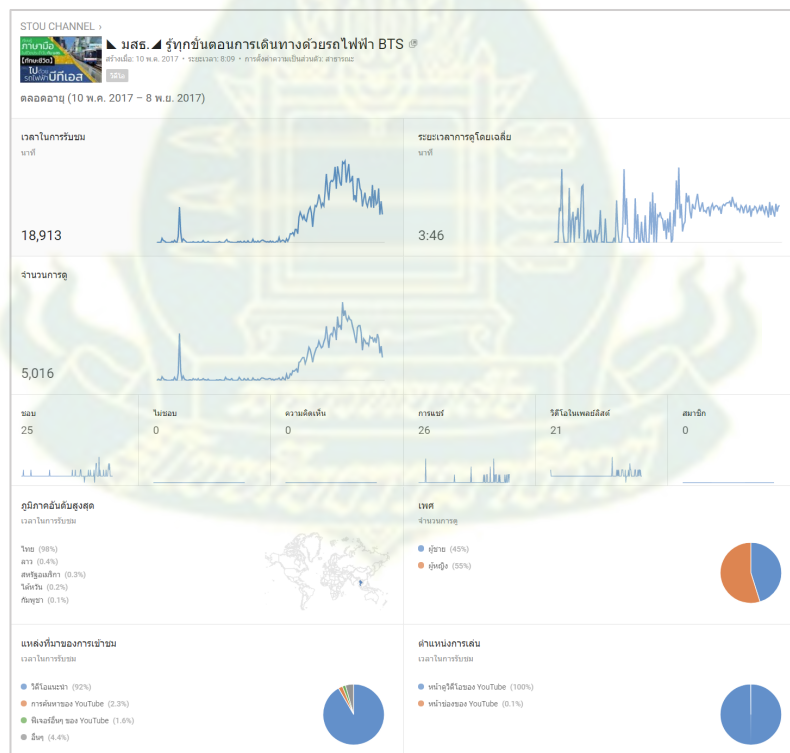 STOU CHANNEL ›
◣ มสธ.◢ รู้ทุกขั้นตอนการเดินทางด้วยรถไฟฟ้า BTS
สร้างเมื่อ: 10 พ.ค. 2017 • ระยะเวลา: 8:09 • การตั้งค่าความเป็นส่วนตัว: สาธารณะ
ภาษามือ
[ทักษะชีวิต]
ไปด้วย
รถไฟฟ้า บีทีเอส
วิดีโอ
ตลอดอายุ (10 พ.ค. 2017 – 8 พ.ย. 2017)
เวลาในการรับชม
นาที
18,913
ระยะเวลาการดูโดยเฉลี่ย
นาที
3:46
จำนวนการดู
5,016
ชอบ
25
ไม่ชอบ
0
ความคิดเห็น
0
การแชร์
26
วิดีโอในเพลย์ลิสต์
21
สมาชิก
0
ภูมิภาคอันดับสูงสุด
เวลาในการรับชม
ไทย (98%)
ลาว (0.4%)
สหรัฐอเมริกา (0.3%)
ไต้หวัน (0.2%)
กัมพูชา (0.1%)
เพศ
จำนวนการดู
ผู้ชาย (45%)
ผู้หญิง (55%)
แหล่งที่มาของการเข้าชม
เวลาในการรับชม
วิดีโอแนะนำ (92%)
การค้นหาของ YouTube (2.3%)
ฟีเจอร์อื่นๆ ของ YouTube (1.6%)
อื่นๆ (4.4%)
ตำแหน่งการเล่น
เวลาในการรับชม
หน้าดูวิดีโอของ YouTube (100%)
หน้าช่องของ YouTube (0.1%)